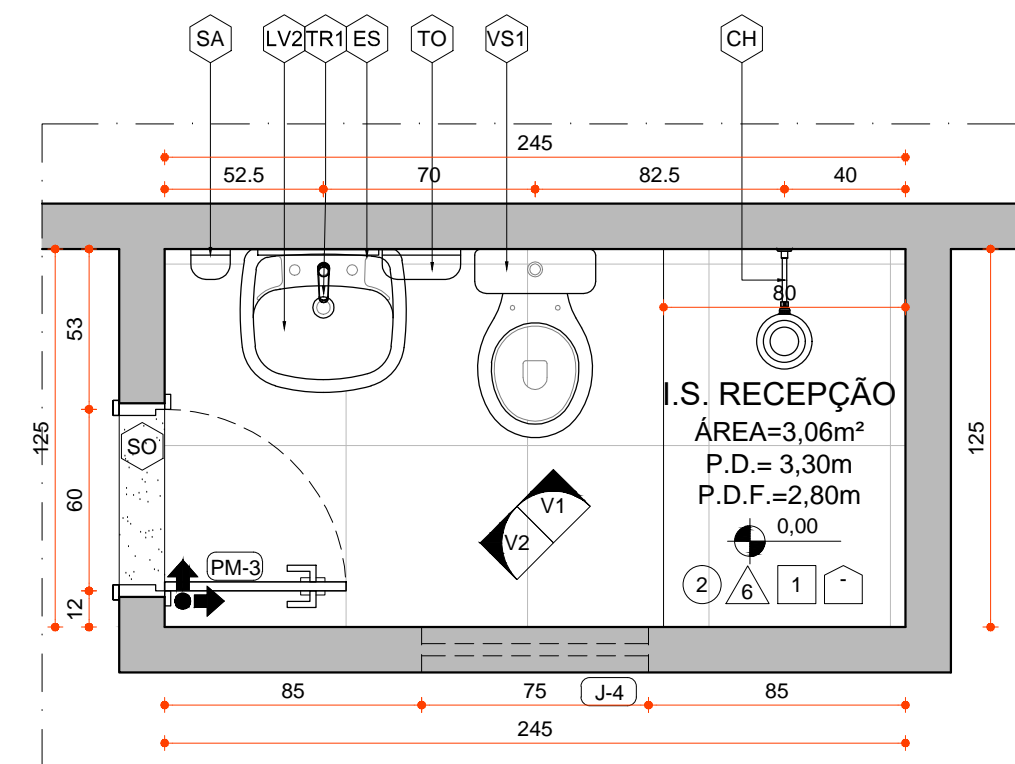 SA
LV2
TR1
ES
TO
VS1
CH
245
52.5
70
82.5
40
80
53
125
60
12
125
SO
PM-3
I.S. RECEPÇÃO
ÁREA=3,06m²
P.D.= 3,30m
P.D.F.=2,80m
0,00
V1
V2
2
6
1
-
85
75
J-4
85
245